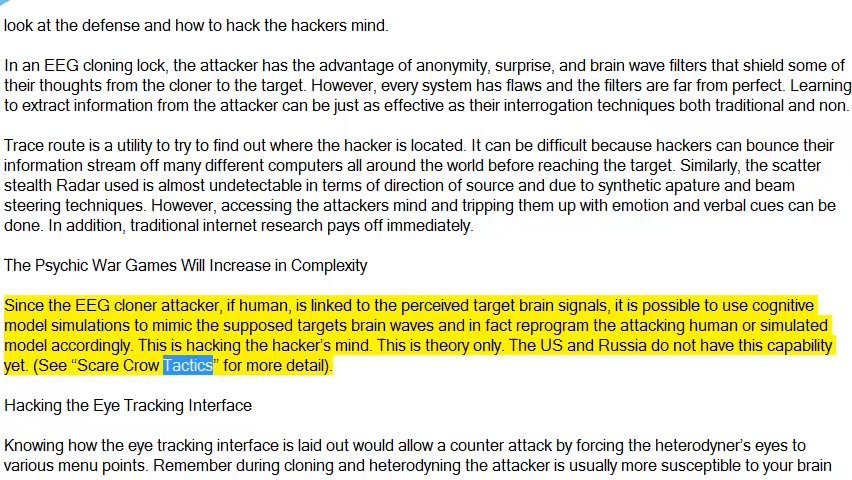 look at the defense and how to hack the hackers mind.
In an EEG cloning lock, the attacker has the advantage of anonymity, surprise, and brain wave filters that shield some of
their thoughts from the cloner to the target. However, every system has flaws and the filters are far from perfect. Learning
to extract information from the attacker can be just as effective as their interrogation techniques both traditional and non.
Trace route is a utility to try to find out where the hacker is located. It can be difficult because hackers can bounce their
information stream off many different computers all around the world before reaching the target. Similarly, the scatter
stealth Radar used is almost undetectable in terms of direction of source and due to synthetic apature and beam
steering techniques. However, accessing the attackers mind and tripping them up with emotion and verbal cues can be
done. In addition, traditional internet research pays off immediately.
The Psychic War Games Will Increase in Complexity
Since the EEG cloner attacker, if human, is linked to the perceived target brain signals, it is possible to use cognitive
model simulations to mimic the supposed targets brain waves and in fact reprogram the attacking human or simulated
model accordingly. This is hacking the hacker's mind. This is theory only. The US and Russia do not have this capability
yet. (See “Scare Crow Tactics” for more detail).
Hacking the Eye Tracking Interface
Knowing how the eye tracking interface is laid out would allow a counter attack by forcing the heterodyner's eyes to
various menu points. Remember during cloning and heterodyning the attacker is usually more susceptible to your brain